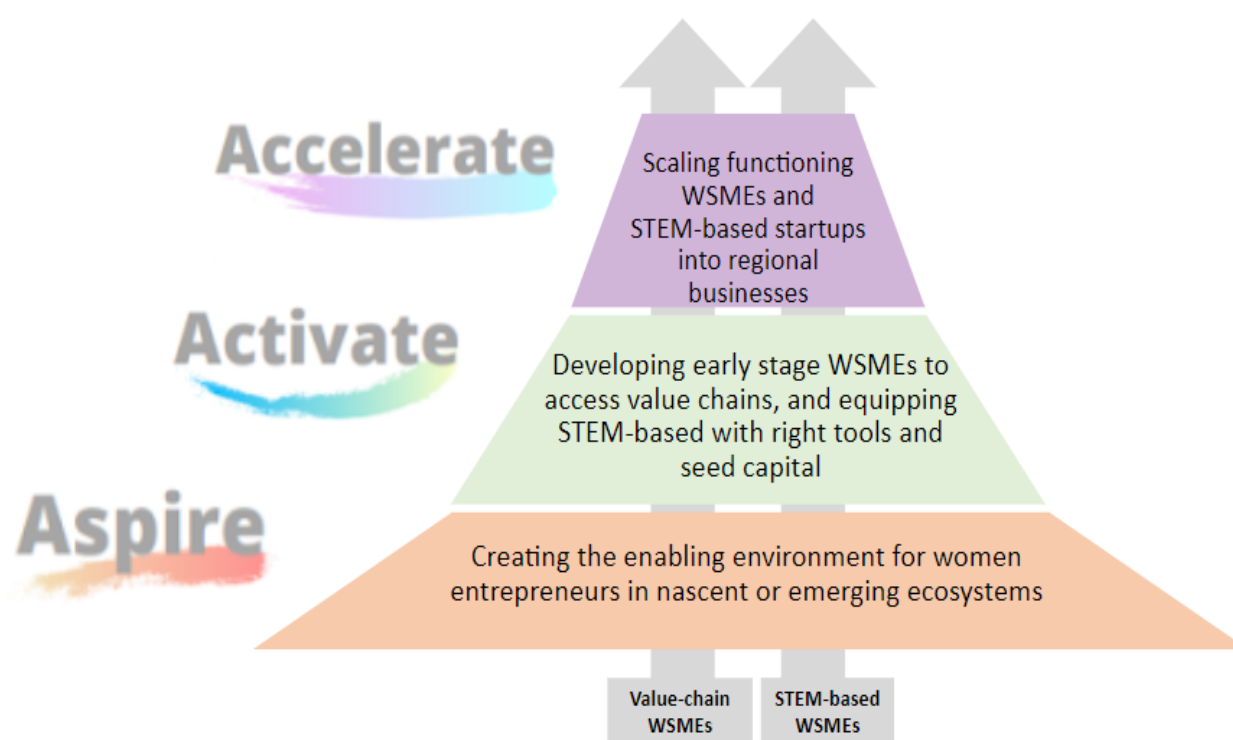 Accelerate
Scaling functioning
WSMEs and
STEM-based startups
into regional
businesses
Activate
Developing early stage WSMEs to
access value chains, and equipping
STEM-based with right tools and
seed capital
Aspire
Creating the enabling environment for women
entrepreneurs in nascent or emerging ecosystems
Value-chain
WSMEs
STEM-based
WSMEs